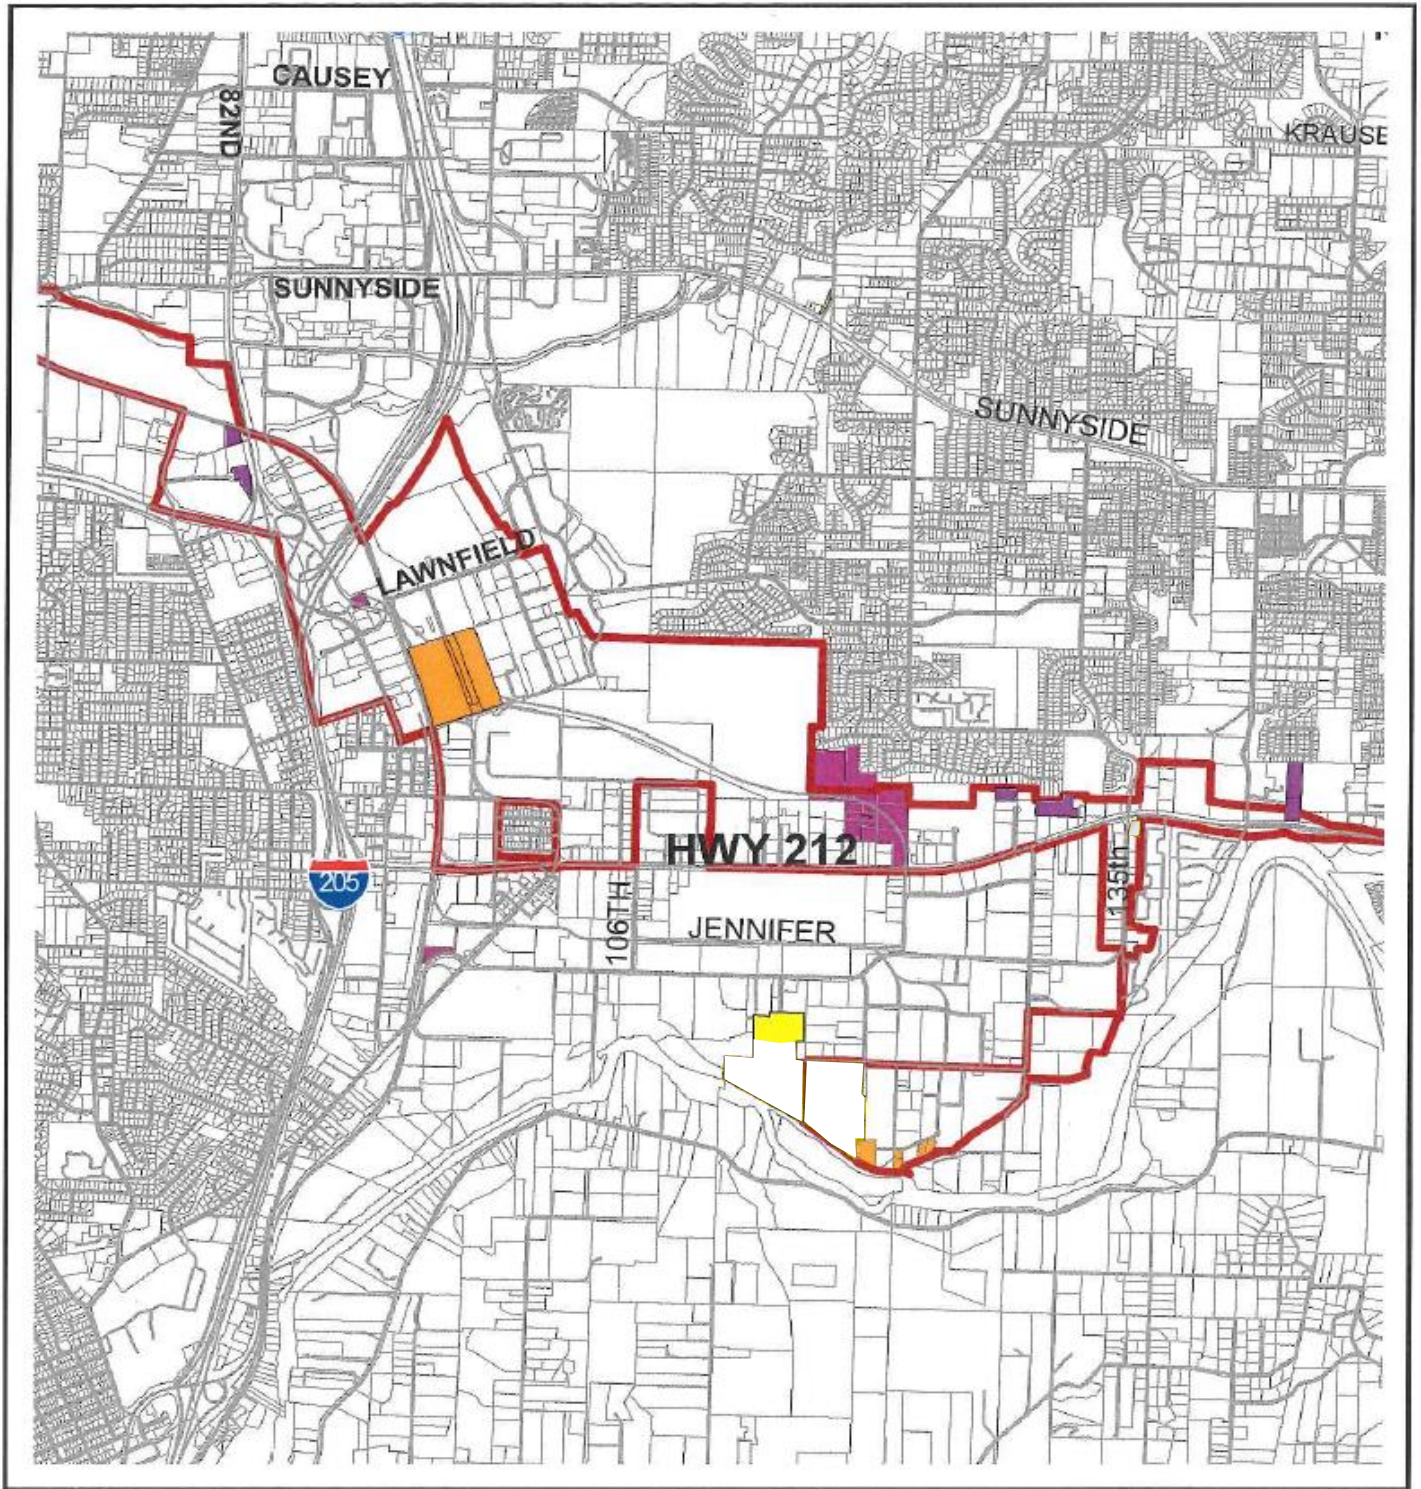 CAUSEY
82ND
KRAUSE
SUNNYSIDE
SUNNYSIDE
LAWNFIELD
HWY 212
205
135th
106TH
JENNIFER